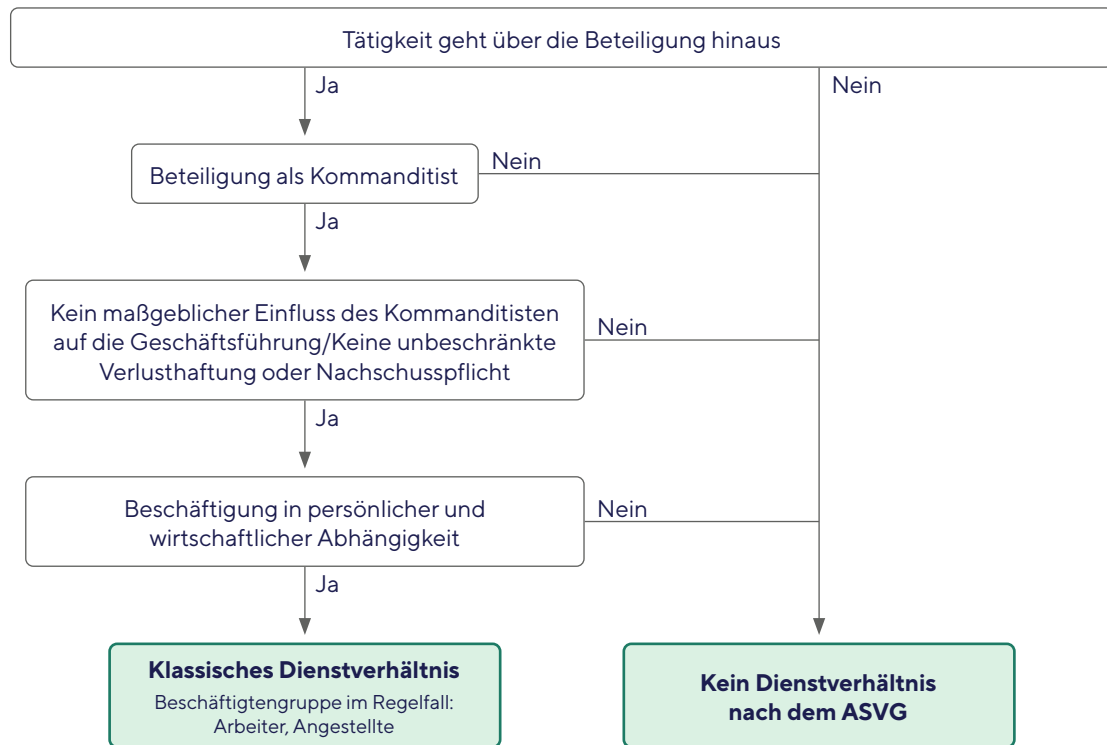 Tätigkeit geht über die Beteiligung hinaus
Ja
Nein
Beteiligung als Kommanditist
Nein
Ja
Kein maßgeblicher Einfluss des Kommanditisten
auf die Geschäftsführung/Keine unbeschränkte
Verlusthaftung oder Nachschusspflicht
Nein
Ja
Beschäftigung in persönlicher und
wirtschaftlicher Abhängigkeit
Nein
Ja
Klassisches Dienstverhältnis
Beschäftigtengruppe im Regelfall:
Arbeiter, Angestellte
Kein Dienstverhältnis
nach dem ASVG